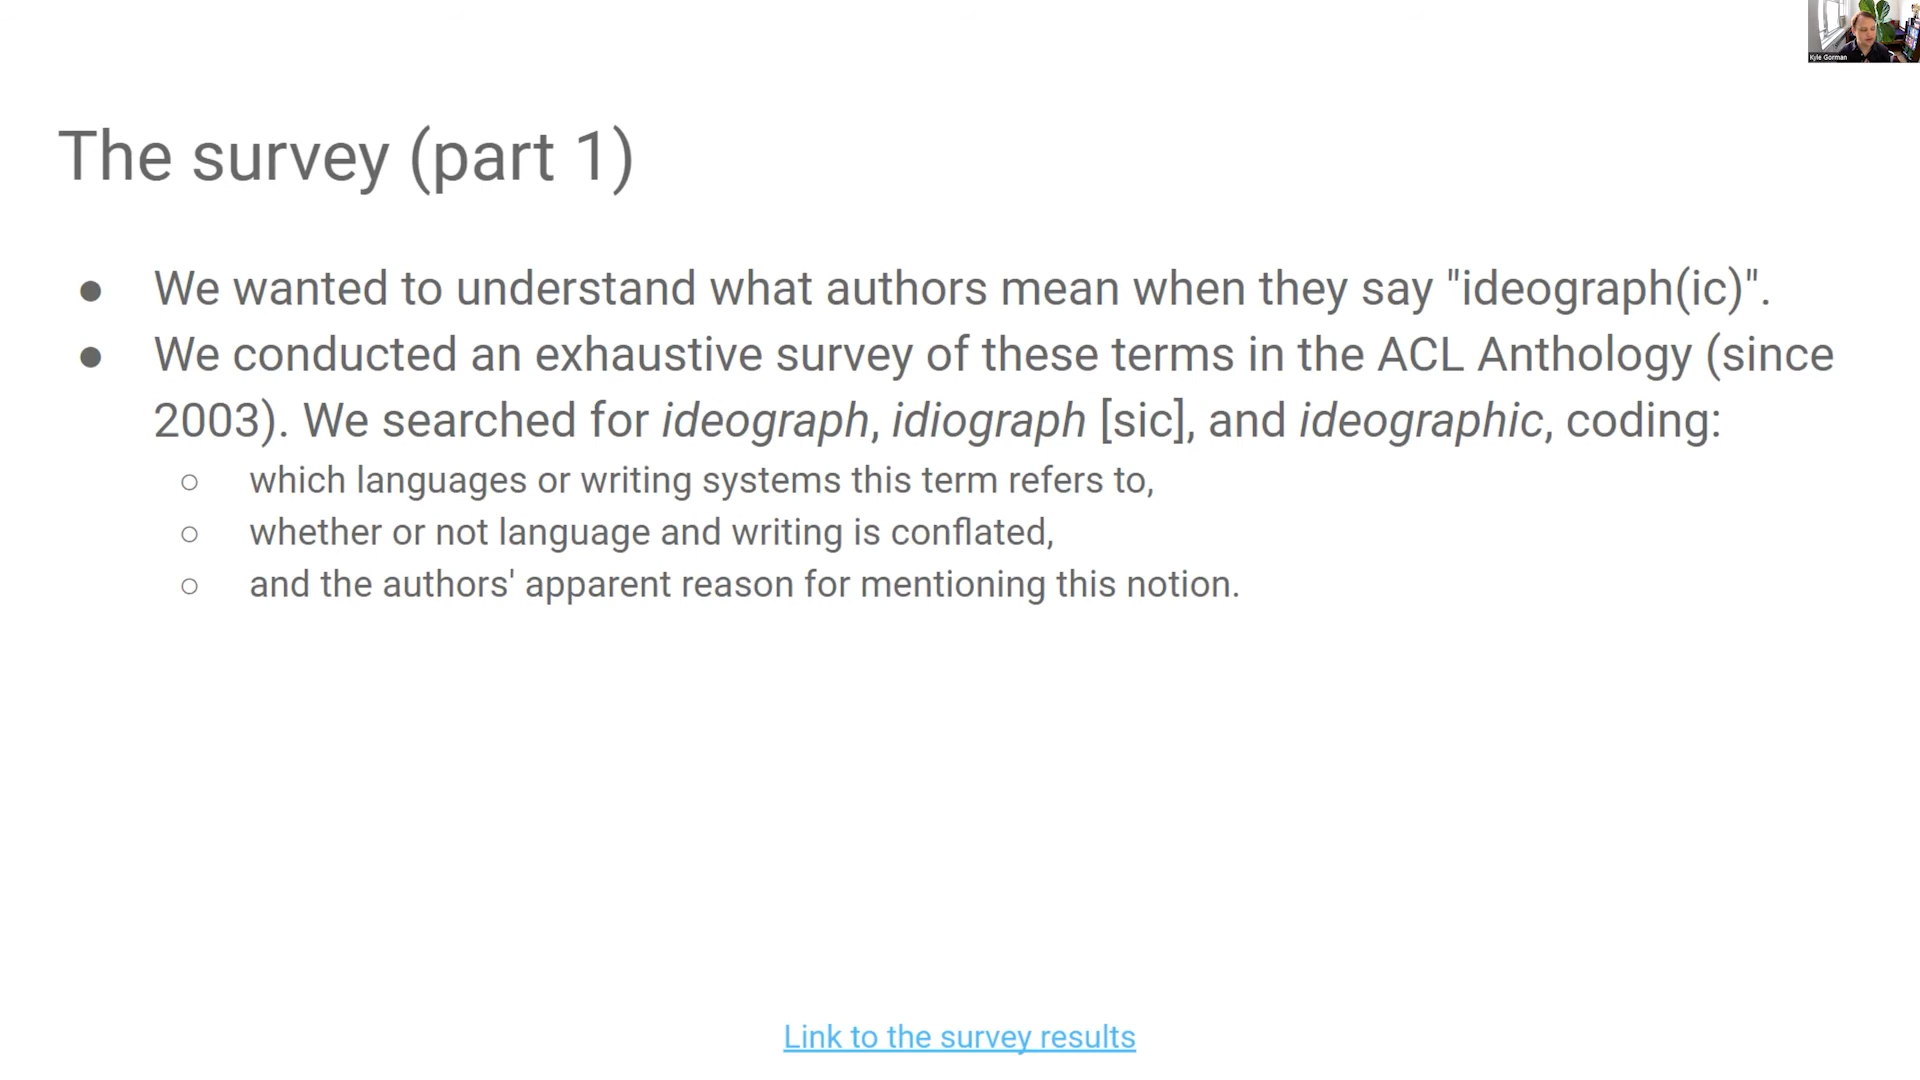 Kyle Gorman
The survey (part 1)
● We wanted to understand what authors mean when they say "ideograph(ic)".
● We conducted an exhaustive survey of these terms in the ACL Anthology (since
2003). We searched for ideograph, idiograph [sic], and ideographic, coding:
○ which languages or writing systems this term refers to,
○ whether or not language and writing is conflated,
○ and the authors' apparent reason for mentioning this notion.
Link to the survey results